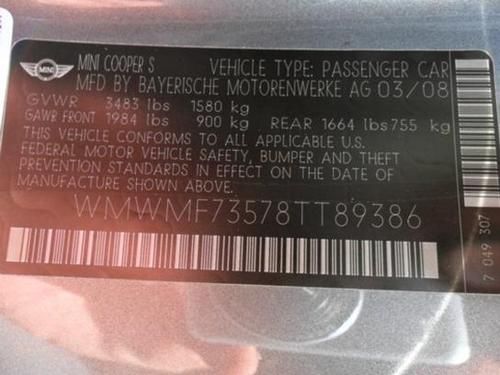 MINI
MINI COOPER S VEHICLE TYPE: PASSENGER CAR
MFD BY BAYERISCHE MOTORENWERKE AG 03/08
GVWR 3483 lbs 1580 kg
GAWR FRONT 1984 lbs 900 kg REAR 1664 lbs 755 kg
THIS VEHICLE CONFORMS TO ALL APPLICABLE U.S.
FEDERAL MOTOR VEHICLE SAFETY, BUMPER AND THEFT
PREVENTION STANDARDS IN EFFECT ON THE DATE OF
MANUFACTURE SHOWN ABOVE.
WMWMF73578TT89386
7 049 307